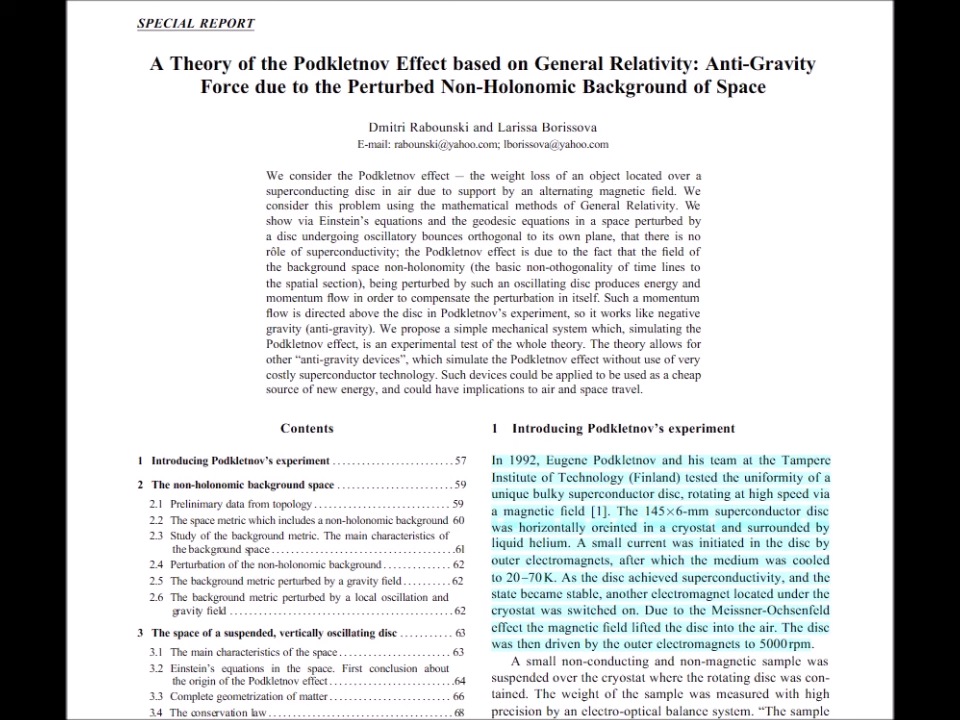 SPECIAL REPORT
A Theory of the Podkletnov Effect based on General Relativity: Anti-Gravity
Force due to the Perturbed Non-Holonomic Background of Space
Dmitri Rabounski and Larissa Borissova
E-mail: rabounski@yahoo.com; lborissova@yahoo.com
We consider the Podkletnov effect — the weight loss of an object located over a
superconducting disc in air due to support by an alternating magnetic field. We
consider this problem using the mathematical methods of General Relativity. We
show via Einstein's equations and the geodesic equations in a space perturbed by
a disc undergoing oscillatory bounces orthogonal to its own plane, that there is no
rôle of superconductivity; the Podkletnov effect is due to the fact that the field of
the background space non-holonomity (the basic non-othogonality of time lines to
the spatial section), being perturbed by such an oscillating disc produces energy and
momentum flow in order to compensate the perturbation in itself. Such a momentum
flow is directed above the disc in Podkletnov's experiment, so it works like negative
gravity (anti-gravity). We propose a simple mechanical system which, simulating the
Podkletnov effect, is an experimental test of the whole theory. The theory allows for
other "anti-gravity devices", which simulate the Podkletnov effect without use of very
costly superconductor technology. Such devices could be applied to be used as a cheap
source of new energy, and could have implications to air and space travel.
Contents
1 Introducing Podkletnov's experiment . . . . . . . . . . . . . . . . . . . . . . . . . 57
2 The non-holonomic background space . . . . . . . . . . . . . . . . . . . . . . . . 59
2.1 Preliminary data from topology . . . . . . . . . . . . . . . . . . . . . . . . . . 59
2.2 The space metric which includes a non-holonomic background 60
2.3 Study of the background metric. The main characteristics of
the background space . . . . . . . . . . . . . . . . . . . . . . . . . . . . . . . . . . . . . 61
2.4 Perturbation of the non-holonomic background . . . . . . . . . . . . . . 62
2.5 The background metric perturbed by a gravity field . . . . . . . . . . 62
2.6 The background metric perturbed by a local oscillation and
gravity field . . . . . . . . . . . . . . . . . . . . . . . . . . . . . . . . . . . . . . . . . . . . . . 62
3 The space of a suspended, vertically oscillating disc . . . . . . . . . . . 63
3.1 The main characteristics of the space . . . . . . . . . . . . . . . . . . . . . . . 63
3.2 Einstein's equations in the space. First conclusion about
the origin of the Podkletnov effect . . . . . . . . . . . . . . . . . . . . . . . . . 64
3.3 Complete geometrization of matter . . . . . . . . . . . . . . . . . . . . . . . . . 66
3.4 The conservation law . . . . . . . . . . . . . . . . . . . . . . . . . . . . . . . . . . . . . 68
1 Introducing Podkletnov's experiment
In 1992, Eugene Podkletnov and his team at the Tampere
Institute of Technology (Finland) tested the uniformity of a
unique bulky superconductor disc, rotating at high speed via
a magnetic field [1]. The 145×6-mm superconductor disc
was horizontally oreinted in a cryostat and surrounded by
liquid helium. A small current was initiated in the disc by
outer electromagnets, after which the medium was cooled
to 20–70 K. As the disc achieved superconductivity, and the
state became stable, another electromagnet located under the
cryostat was switched on. Due to the Meissner-Ochsenfeld
effect the magnetic field lifted the disc into the air. The disc
was then driven by the outer electromagnets to 5000 rpm.
A small non-conducting and non-magnetic sample was
suspended over the cryostat where the rotating disc was con-
tained. The weight of the sample was measured with high
precision by an electro-optical balance system. "The sample